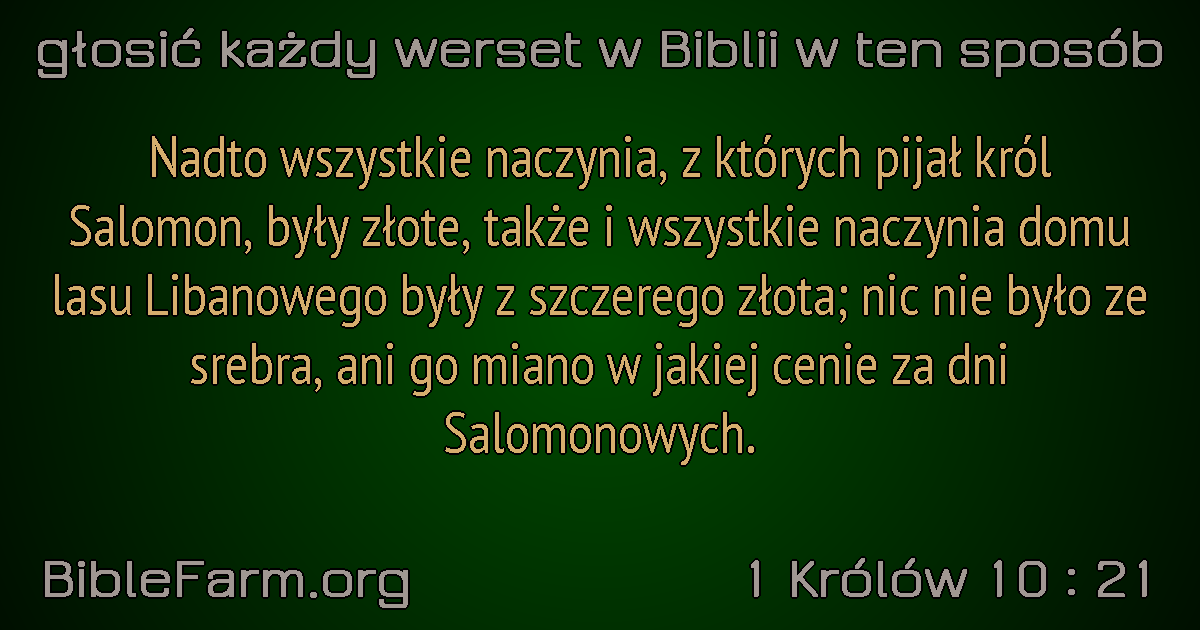 głosić każdy werset w Biblii w ten sposób
Nadto wszystkie naczynia, z których pijał król
Salomon, były złote, także i wszystkie naczynia domu
lasu Libanowego były z szczerego złota; nic nie było ze
srebra, ani go miano w jakiej cenie za dni
Salomonowych.
BibleFarm.org
1 Królów 10 : 21